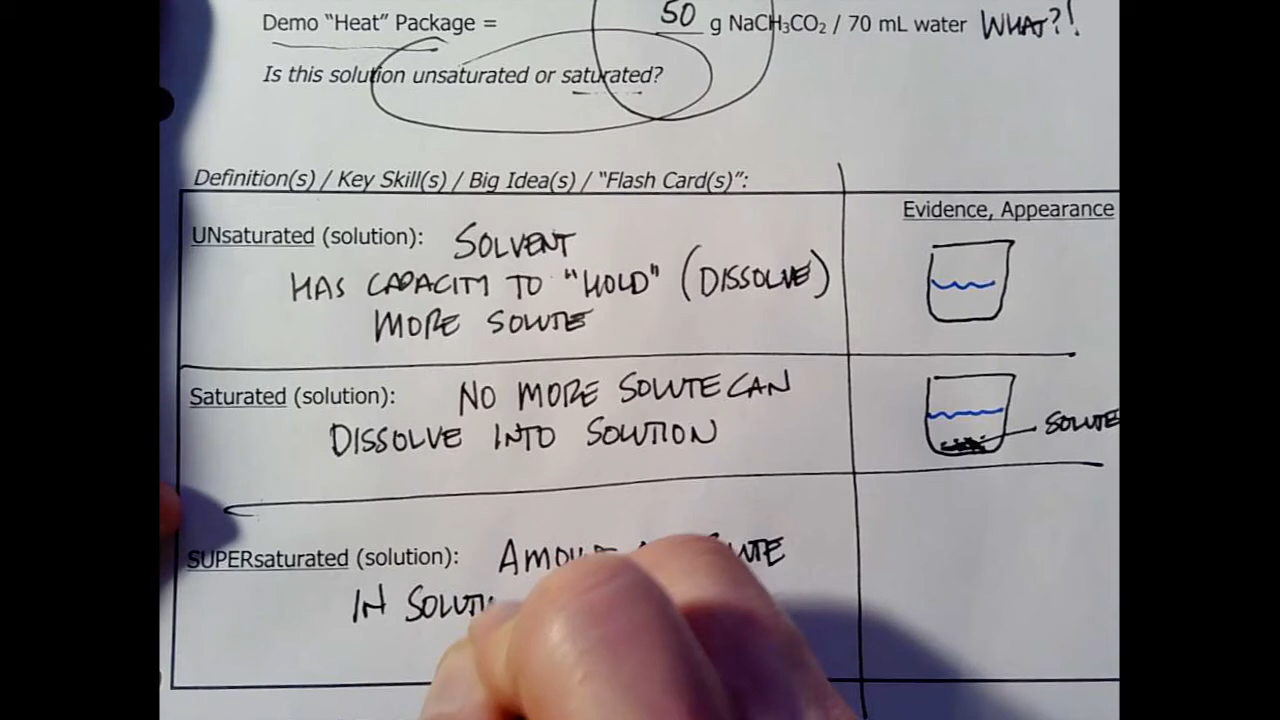 Demo “Heat” Package = 50 g NaCH₃CO₂ / 70 mL water WHAT?!
Is this solution unsaturated or saturated?
Definition(s) / Key Skill(s) / Big Idea(s) / “Flash Card(s)”:
Evidence, Appearance
UNsaturated (solution): SOLVENT
HAS CAPACITY TO "HOLD" (DISSOLVE)
MORE SOLUTE
Saturated (solution): NO MORE SOLUTE CAN
DISSOLVE INTO SOLUTION
SOLUTE
SUPERsaturated (solution):
IN